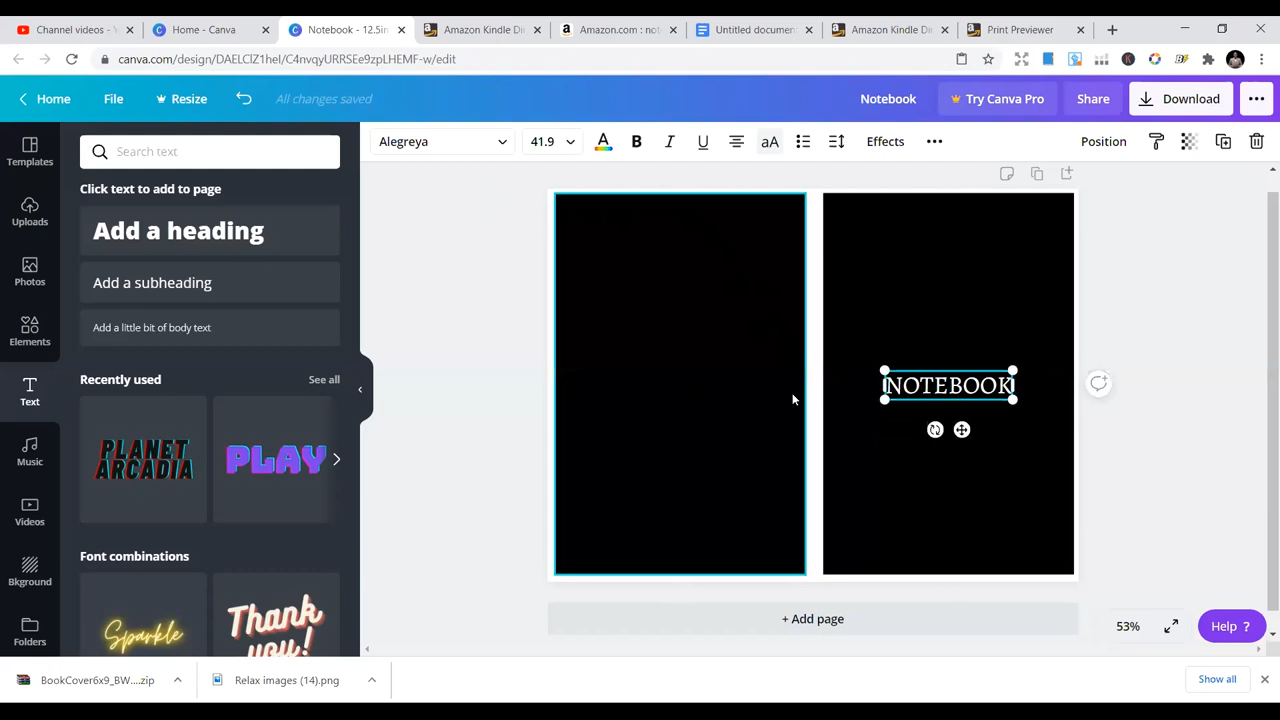 Channel videos - Y
Home - Canva
Notebook - 12.5in
Amazon Kindle Di
Amazon.com : not
Untitled document
Amazon Kindle Di
Print Previewer
canva.com/design/DAELClZ1heI/C4nvqyURRSEe9zpLHEMF-w/edit
Home
File
Resize
All changes saved
Notebook
Try Canva Pro
Share
Download
Templates
Uploads
Photos
Elements
Text
Music
Videos
Bkground
Folders
Search text
Click text to add to page
Add a heading
Add a subheading
Add a little bit of body text
Recently used
See all
PLANET
ARCADIA
PLAY
Font combinations
Sparkle
Thank
you!
Alegreya
41.9
A
B
I
U
aA
Effects
Position
NOTEBOOK
+ Add page
53%
Help ?
BookCover6x9_BW....zip
Relax images (14).png
Show all